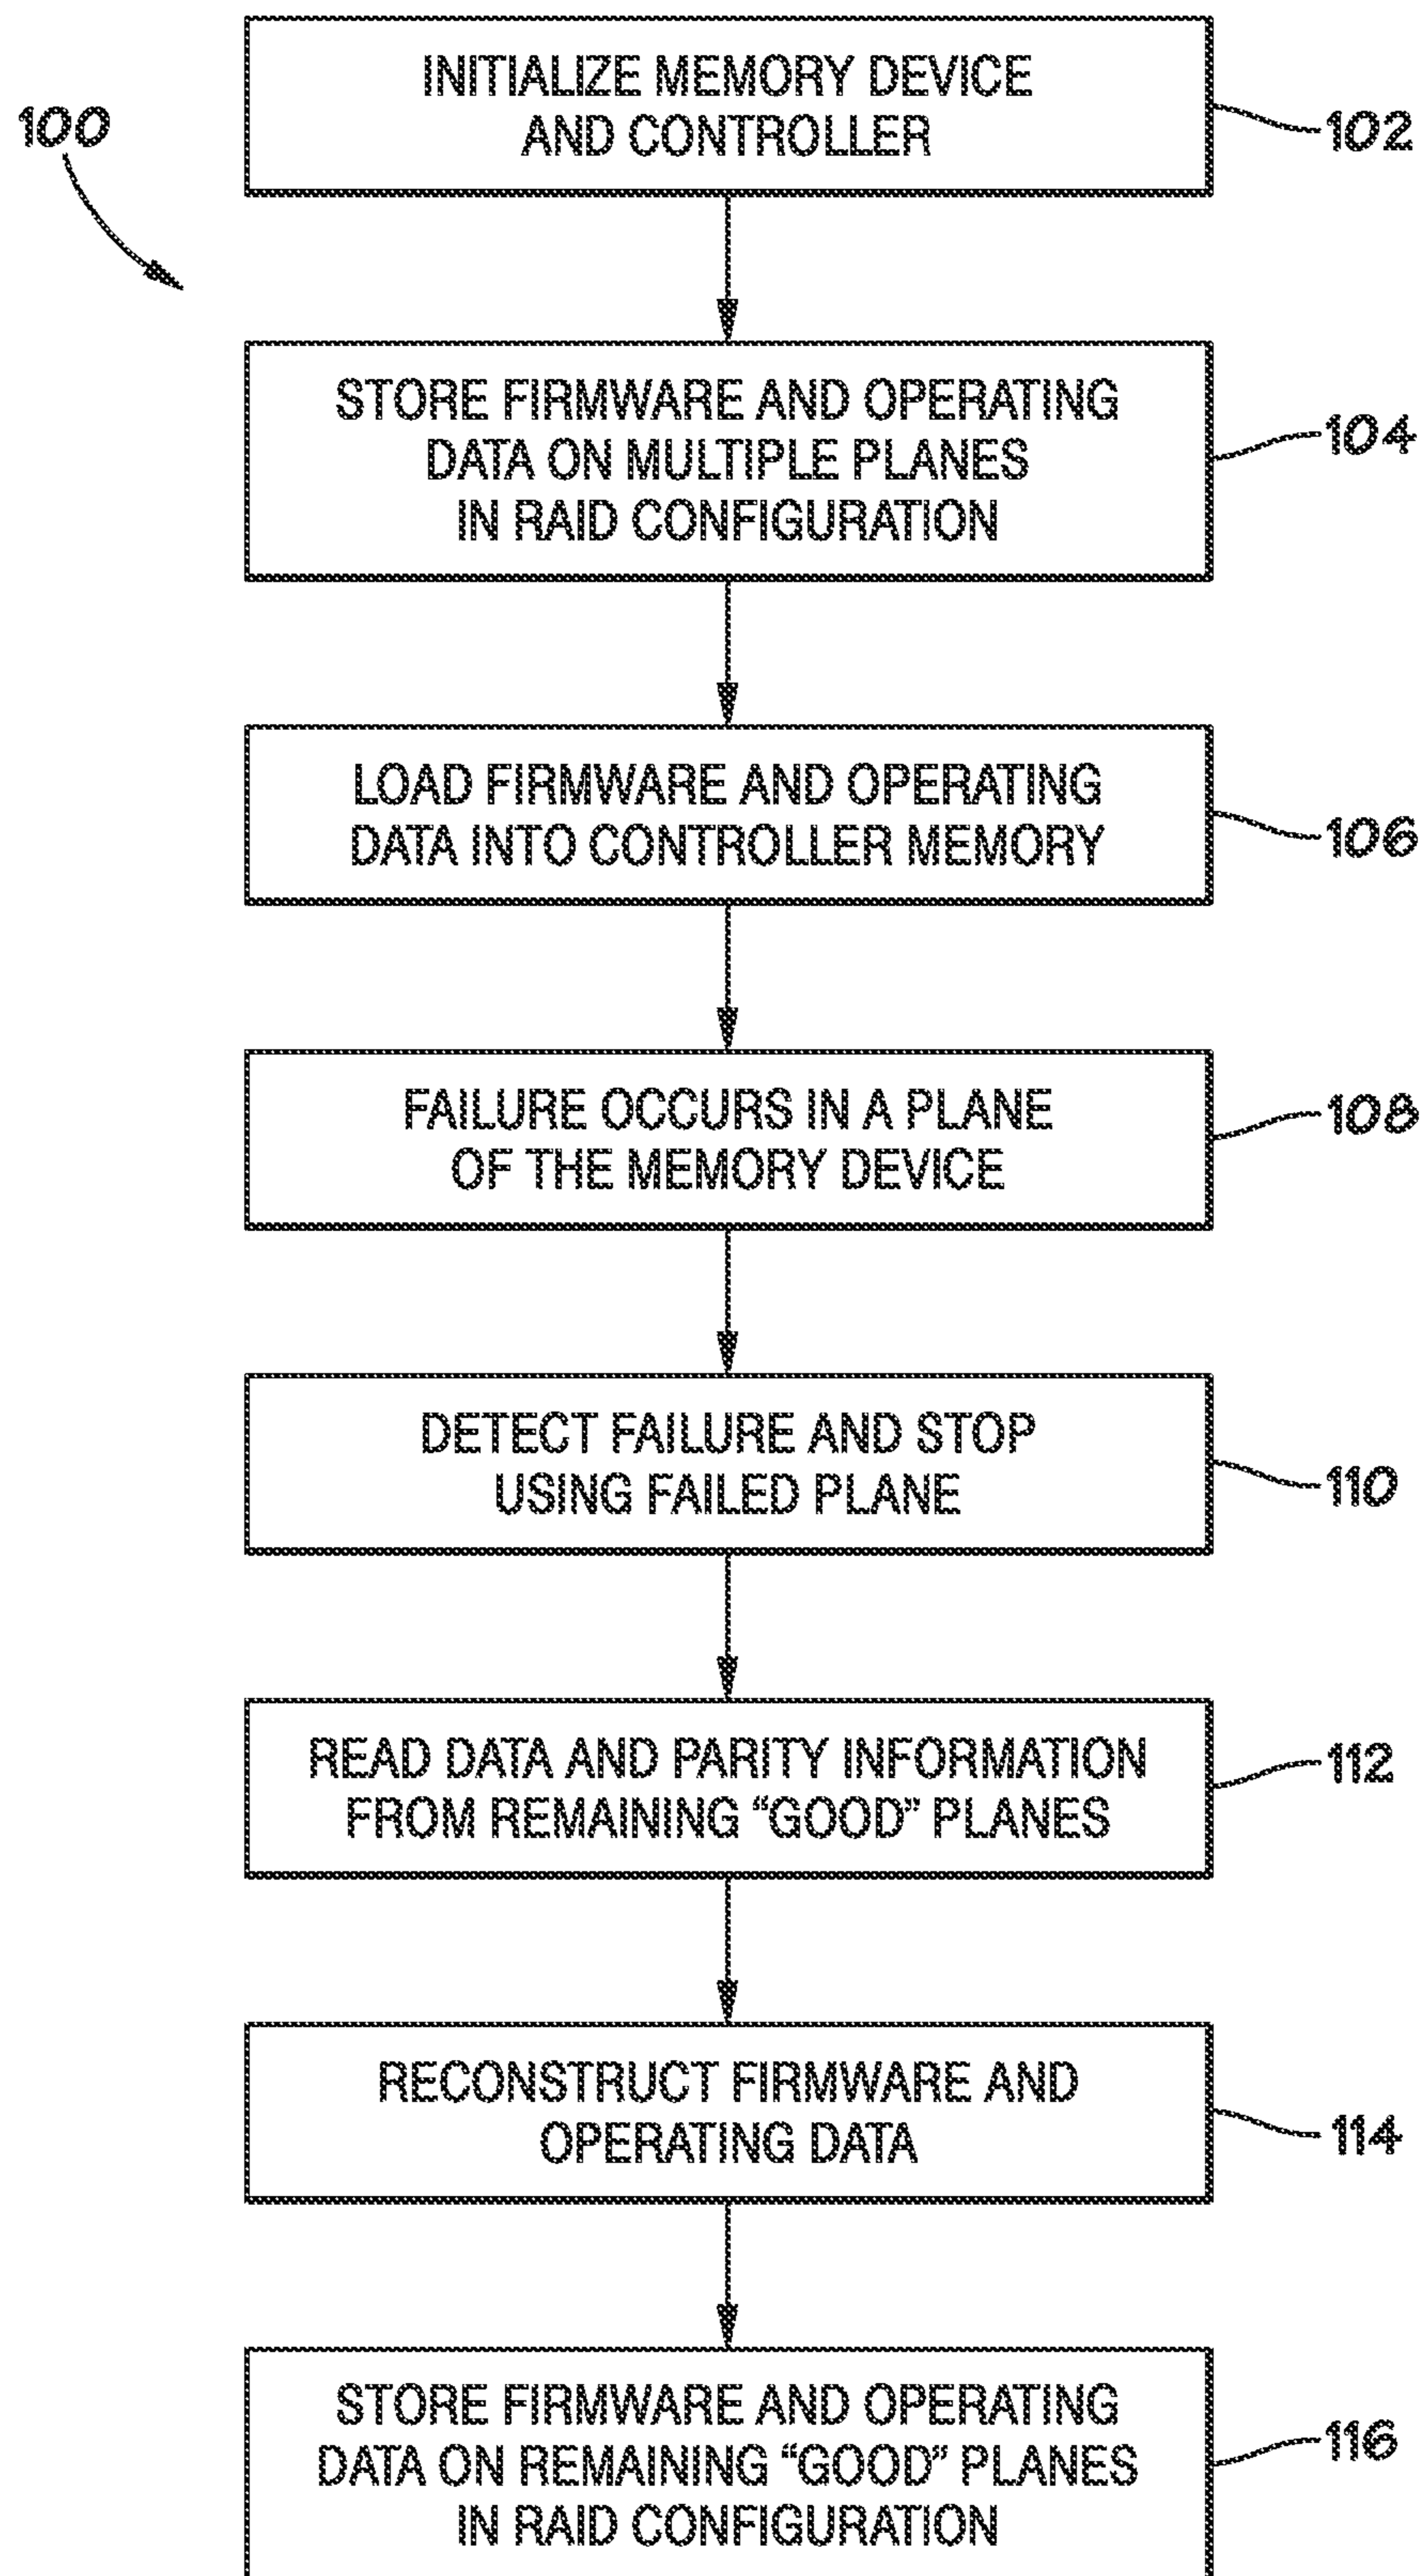 INITIALIZE MEMORY DEVICE
AND CONTROLLER
100
102
STORE FIRMWARE AND OPERATING
DATA ON MULTIPLE PLANES
IN RAID CONFIGURATION
104
LOAD FIRMWARE AND OPERATING
DATA INTO CONTROLLER MEMORY
106
FAILURE OCCURS IN A PLANE
OF THE MEMORY DEVICE
108
DETECT FAILURE AND STOP
USING FAILED PLANE
110
READ DATA AND PARITY INFORMATION
FROM REMAINING “GOOD” PLANES
112
RECONSTRUCT FIRMWARE AND
OPERATING DATA
114
STORE FIRMWARE AND OPERATING
DATA ON REMAINING “GOOD” PLANES
IN RAID CONFIGURATION
116